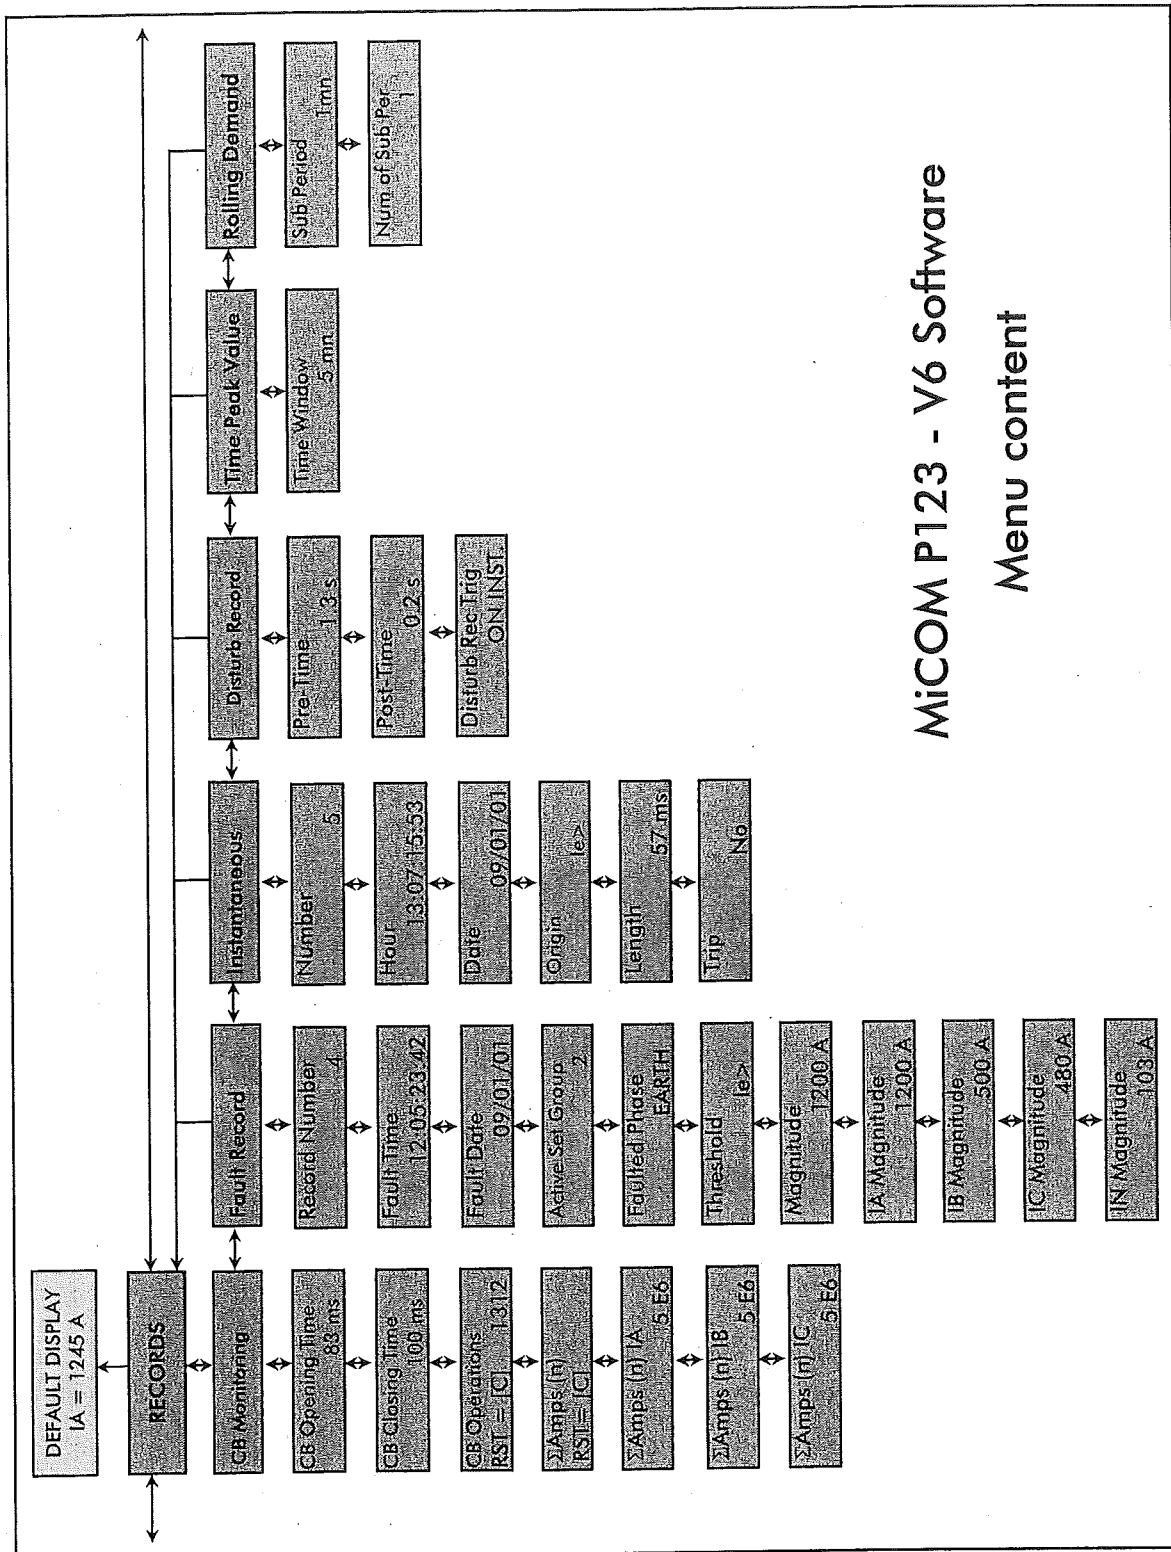 DEFAULT DISPLAY
IA = 1245 A
RECORDS
CB Monitoring
CB Opening Time
83 ms
CB Closing Time
100 ms
CB Operations
RST = [C] 1312
ΣAmps (n)
RST = [C]
ΣAmps (n) IA
5 E6
ΣAmps (n) IB
5 E6
ΣAmps (n) IC
5 E6
Fault Record
Record Number
4
Fault Time
12:05:23:42
Fault Date
09/01/01
Active Set Group
2
Faulted Phase
EARTH
Threshold
Ie>
Magnitude
1200 A
IA Magnitude
1200 A
IB Magnitude
500 A
IC Magnitude
480 A
IN Magnitude
103 A
Instantaneous
Number
5
Hour
13:07:15:53
Date
09/01/01
Origin
Ie>
Length
57 ms
Trip
No
Disturb Record
Pre-Time
1.3 s
Post-Time
0.2 s
Disturb Rec Trig
ON INST.
Time Peak Value
Time Window
5 mn
Rolling Demand
Sub Period
1mn
Num of Sub Per
1
MiCOM P123 - V6 Software
Menu content